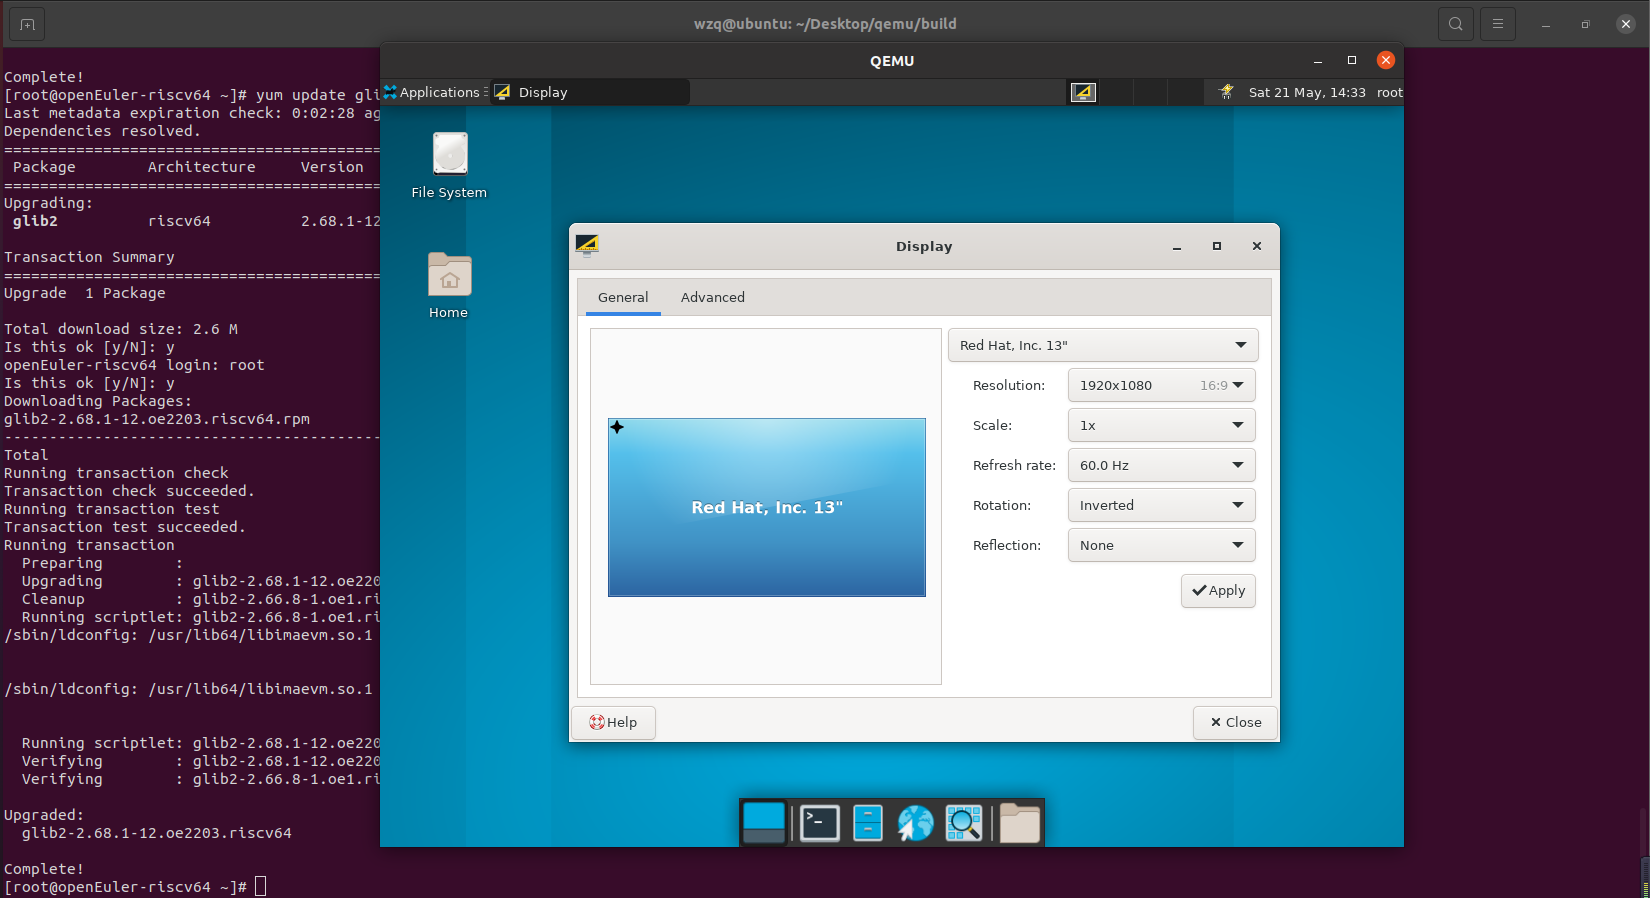 wzq@ubuntu: ~/Desktop/qemu/build
Complete!
[root@openEuler-riscv64 ~]# yum update gli
Last metadata expiration check: 0:02:28 ag
Dependencies resolved.
================================================
Package Architecture Version
================================================
Upgrading:
glib2 riscv64 2.68.1-12
Transaction Summary
================================================
Upgrade 1 Package
Total download size: 2.6 M
Is this ok [y/N]: y
openEuler-riscv64 login: root
Is this ok [y/N]: y
Downloading Packages:
glib2-2.68.1-12.oe2203.riscv64.rpm
------------------------------------------------
Total
Running transaction check
Transaction check succeeded.
Running transaction test
Transaction test succeeded.
Running transaction
Preparing :
Upgrading : glib2-2.68.1-12.oe220
Cleanup : glib2-2.66.8-1.oe1.ri
Running scriptlet: glib2-2.66.8-1.oe1.ri
/sbin/ldconfig: /usr/lib64/libimaevm.so.1
/sbin/ldconfig: /usr/lib64/libimaevm.so.1
Running scriptlet: glib2-2.68.1-12.oe220
Verifying : glib2-2.68.1-12.oe220
Verifying : glib2-2.66.8-1.oe1.ri
Upgraded:
glib2-2.68.1-12.oe2203.riscv64
Complete!
[root@openEuler-riscv64 ~]#
QEMU
Applications Display Sat 21 May, 14:33 root
File System
Home
Display
General Advanced
Red Hat, Inc. 13"
Red Hat, Inc. 13"
Resolution: 1920x1080 16:9
Scale: 1x
Refresh rate: 60.0 Hz
Rotation: Inverted
Reflection: None
Apply
Help Close